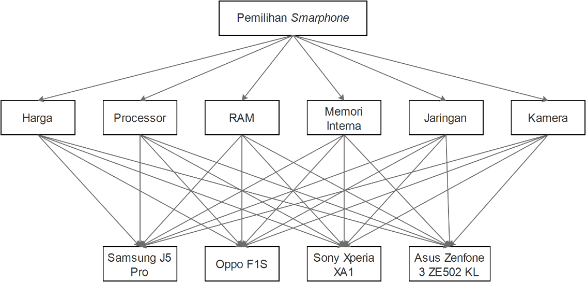 Pemilihan Smarphone
Harga
Processor
RAM
Memori
Interna
Jaringan
Kamera
Samsung J5
Pro
Oppo F1S
Sony Xperia
XA1
Asus Zenfone
3 ZE502 KL